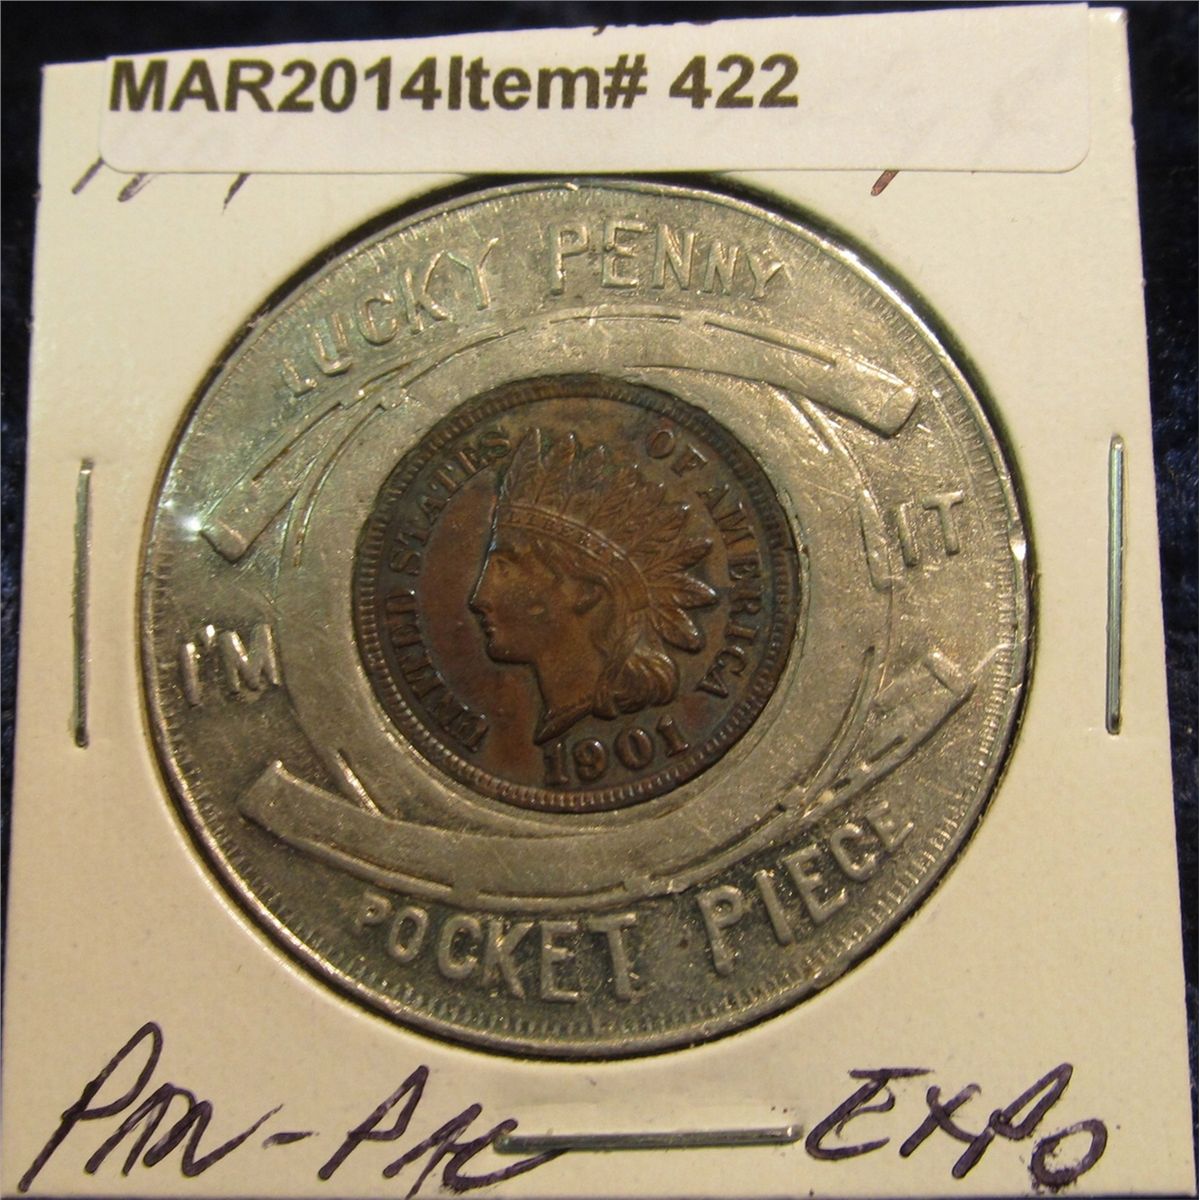 MAR2014Item# 422
LUCKY PENNY
I'M
IT
POCKET PIECE
UNITED STATES OF AMERICA
LIBERTY
1901
PAN-PAC EXPO